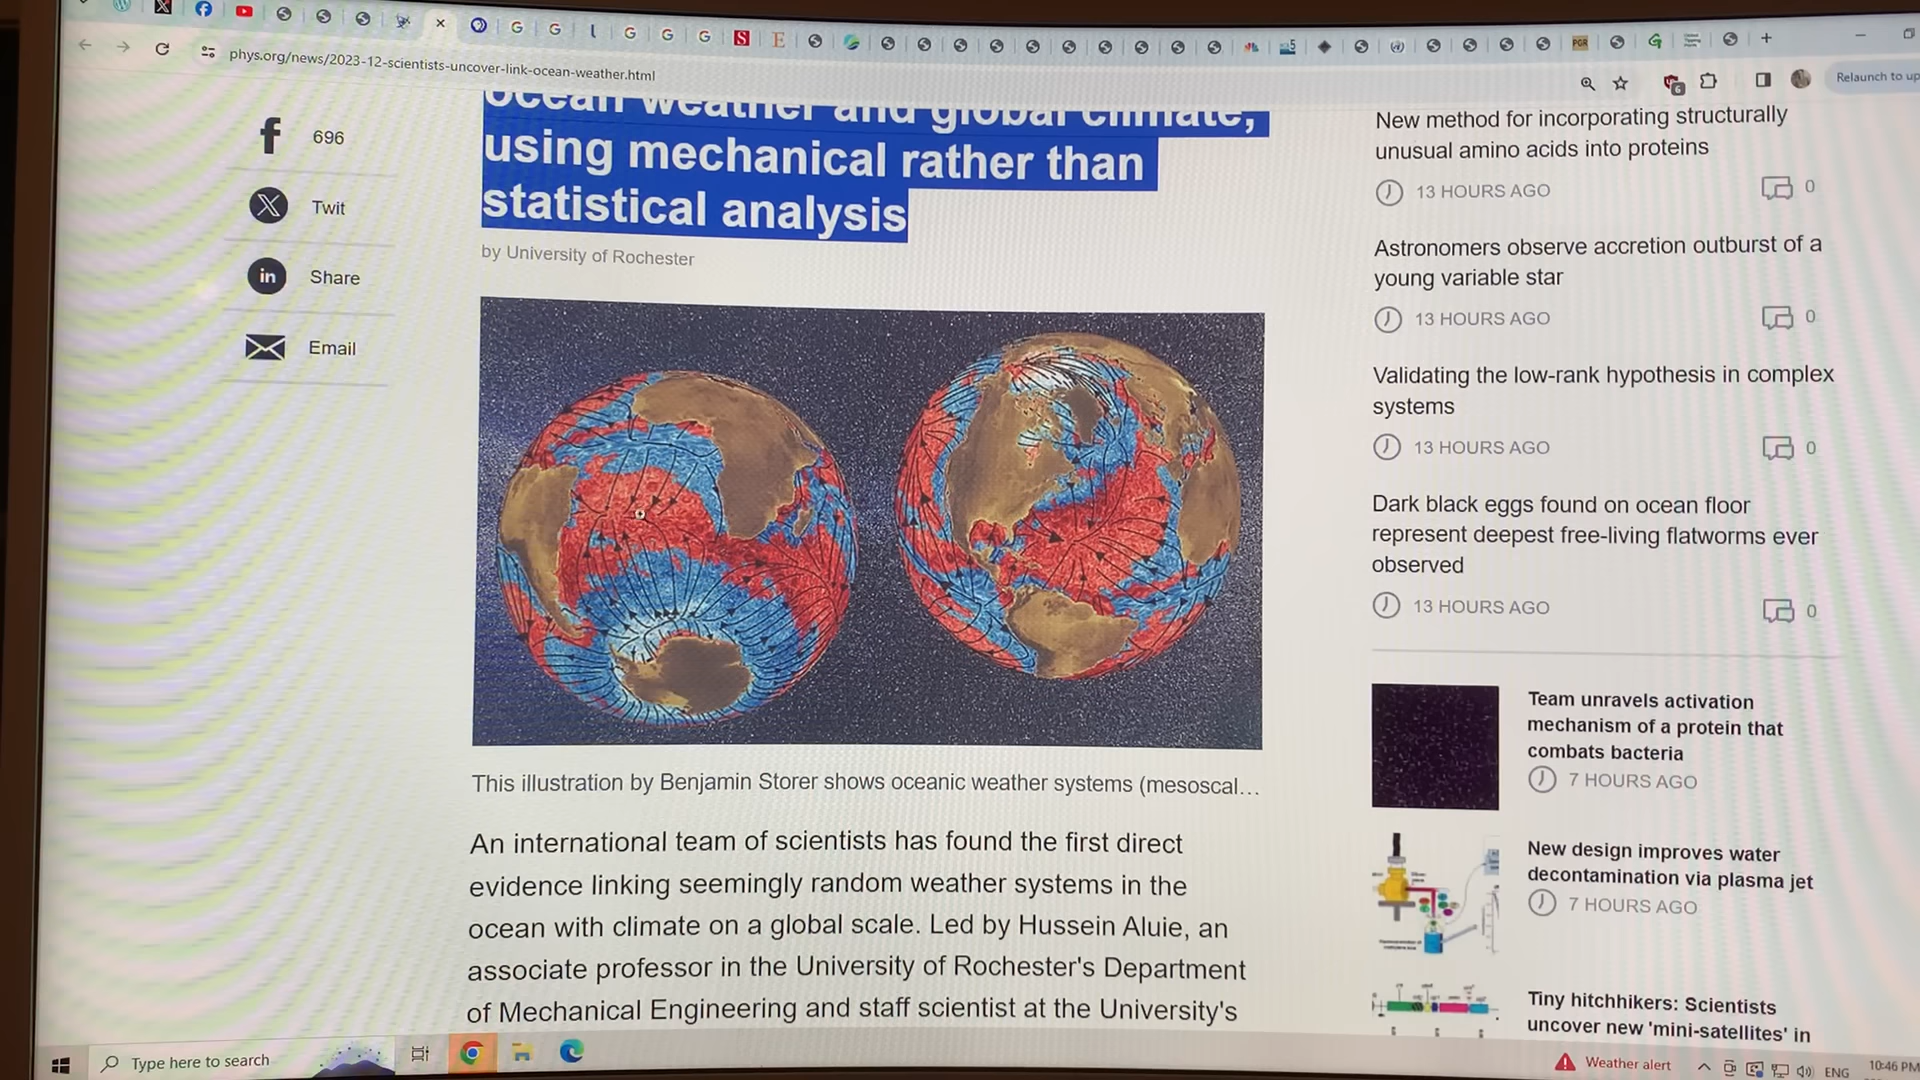 phys.org/news/2023-12-scientists-uncover-link-ocean-weather.html
Relaunch to up
696
Twit
Share
Email
ocean weather and global climate,
using mechanical rather than
statistical analysis
by University of Rochester
This illustration by Benjamin Storer shows oceanic weather systems (mesoscal...
An international team of scientists has found the first direct
evidence linking seemingly random weather systems in the
ocean with climate on a global scale. Led by Hussein Aluie, an
associate professor in the University of Rochester's Department
of Mechanical Engineering and staff scientist at the University's
New method for incorporating structurally
unusual amino acids into proteins
13 HOURS AGO 0
Astronomers observe accretion outburst of a
young variable star
13 HOURS AGO 0
Validating the low-rank hypothesis in complex
systems
13 HOURS AGO 0
Dark black eggs found on ocean floor
represent deepest free-living flatworms ever
observed
13 HOURS AGO 0
Team unravels activation
mechanism of a protein that
combats bacteria
7 HOURS AGO
New design improves water
decontamination via plasma jet
7 HOURS AGO
Tiny hitchhikers: Scientists
uncover new 'mini-satellites' in
Type here to search
Weather alert
ENG
10:46 PM